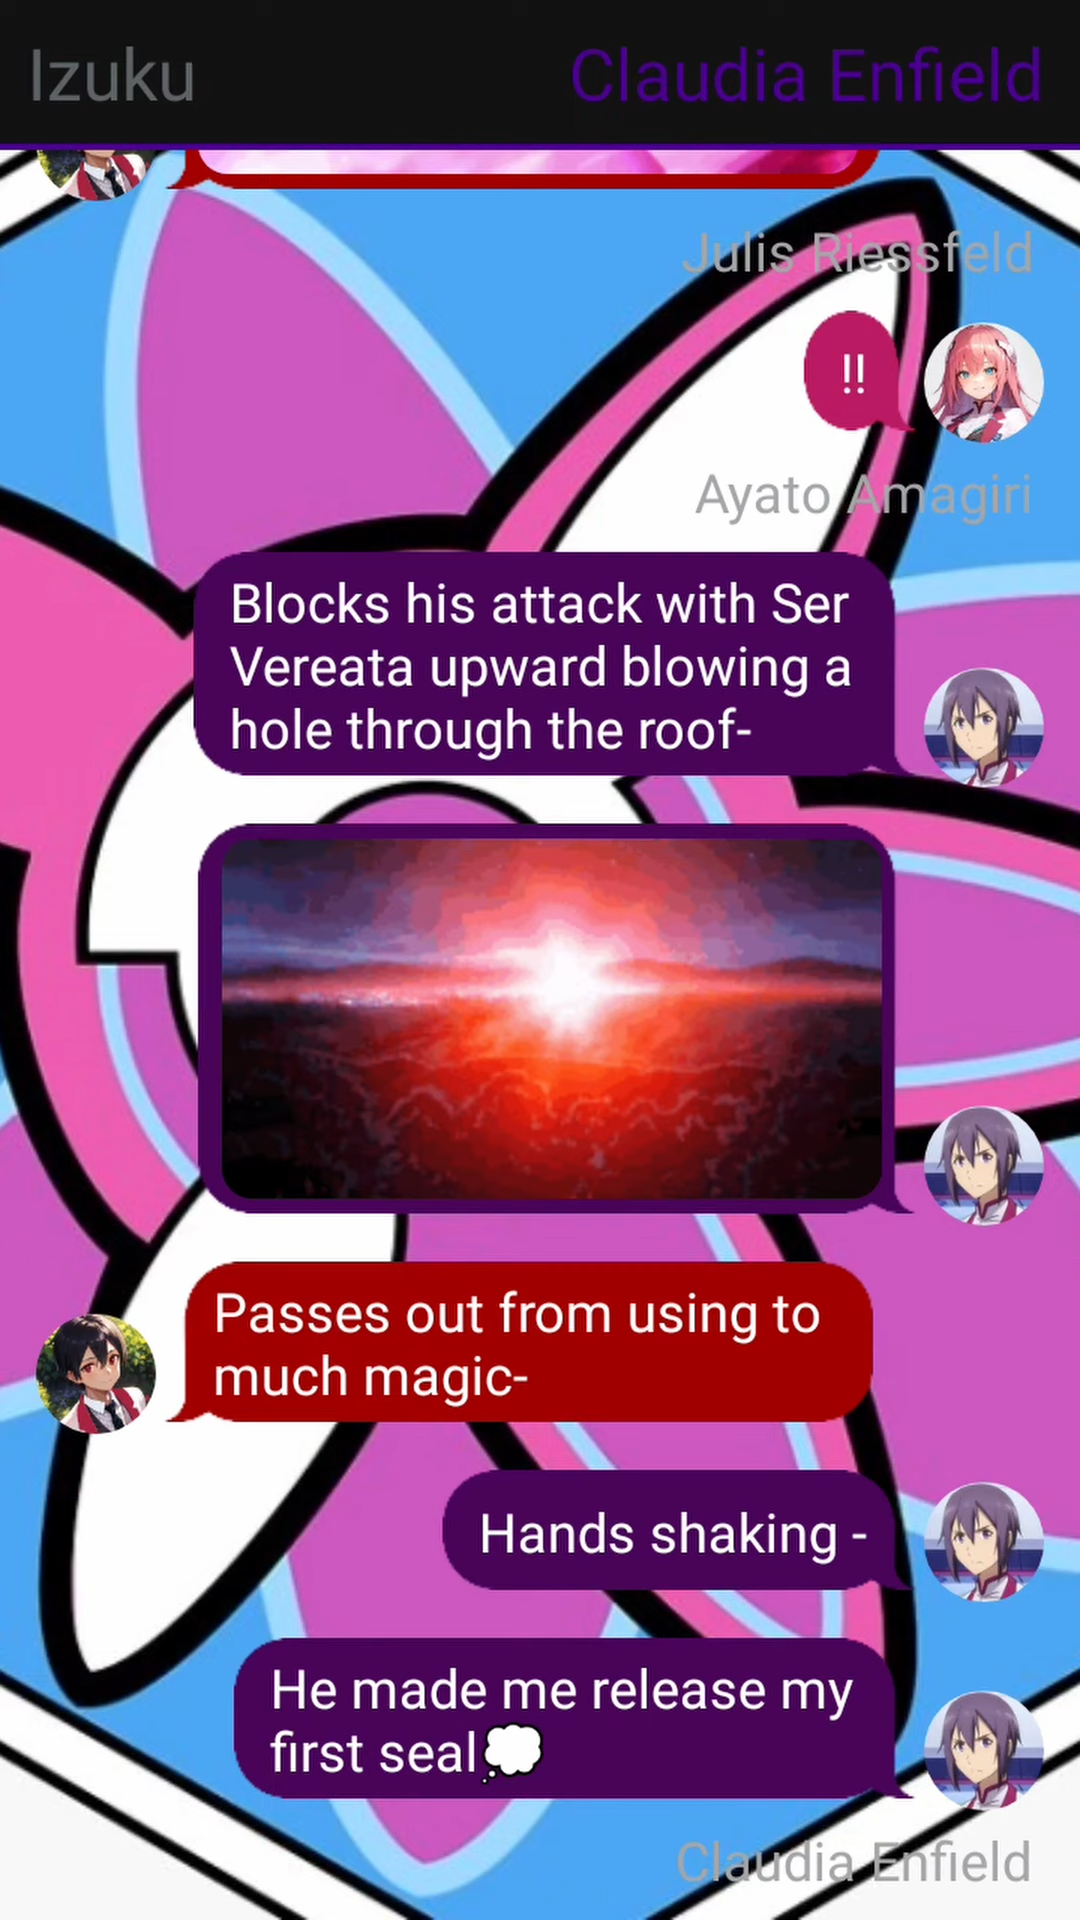 Izuku
Claudia Enfield
Julis Riessfeld
!!
Ayato Amagiri
Blocks his attack with Ser
Vereata upward blowing a
hole through the roof-
Passes out from using to
much magic-
Hands shaking -
He made me release my
first seal💭
Claudia Enfield